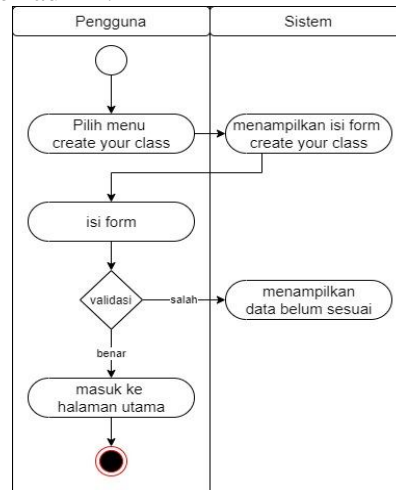 Pengguna
Sistem
Pilih menu
create your class
menampilkan isi form
create your class
isi form
validasi
salah
menampilkan
data belum sesuai
benar
masuk ke
halaman utama